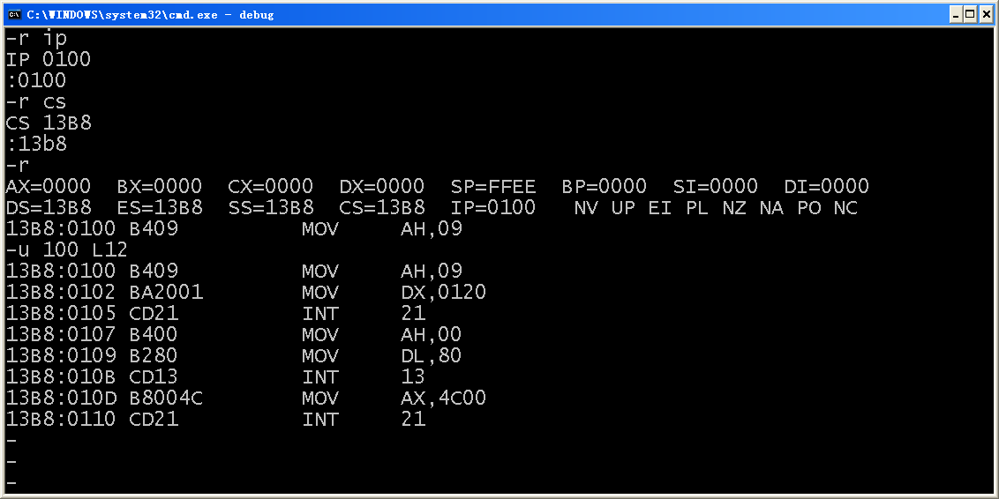 C:\WINDOWS\system32\cmd.exe - debug
-r ip
IP 0100
:0100
-r cs
CS 13B8
:13b8
-r
AX=0000  BX=0000  CX=0000  DX=0000  SP=FFEE  BP=0000  SI=0000  DI=0000
DS=13B8  ES=13B8  SS=13B8  CS=13B8  IP=0100   NV UP EI PL NZ NA PO NC
13B8:0100 B409          MOV     AH,09
-u 100 L12
13B8:0100 B409          MOV     AH,09
13B8:0102 BA2001        MOV     DX,0120
13B8:0105 CD21          INT     21
13B8:0107 B400          MOV     AH,00
13B8:0109 B280          MOV     DL,80
13B8:010B CD13          INT     13
13B8:010D B8004C        MOV     AX,4C00
13B8:0110 CD21          INT     21
-
-
-